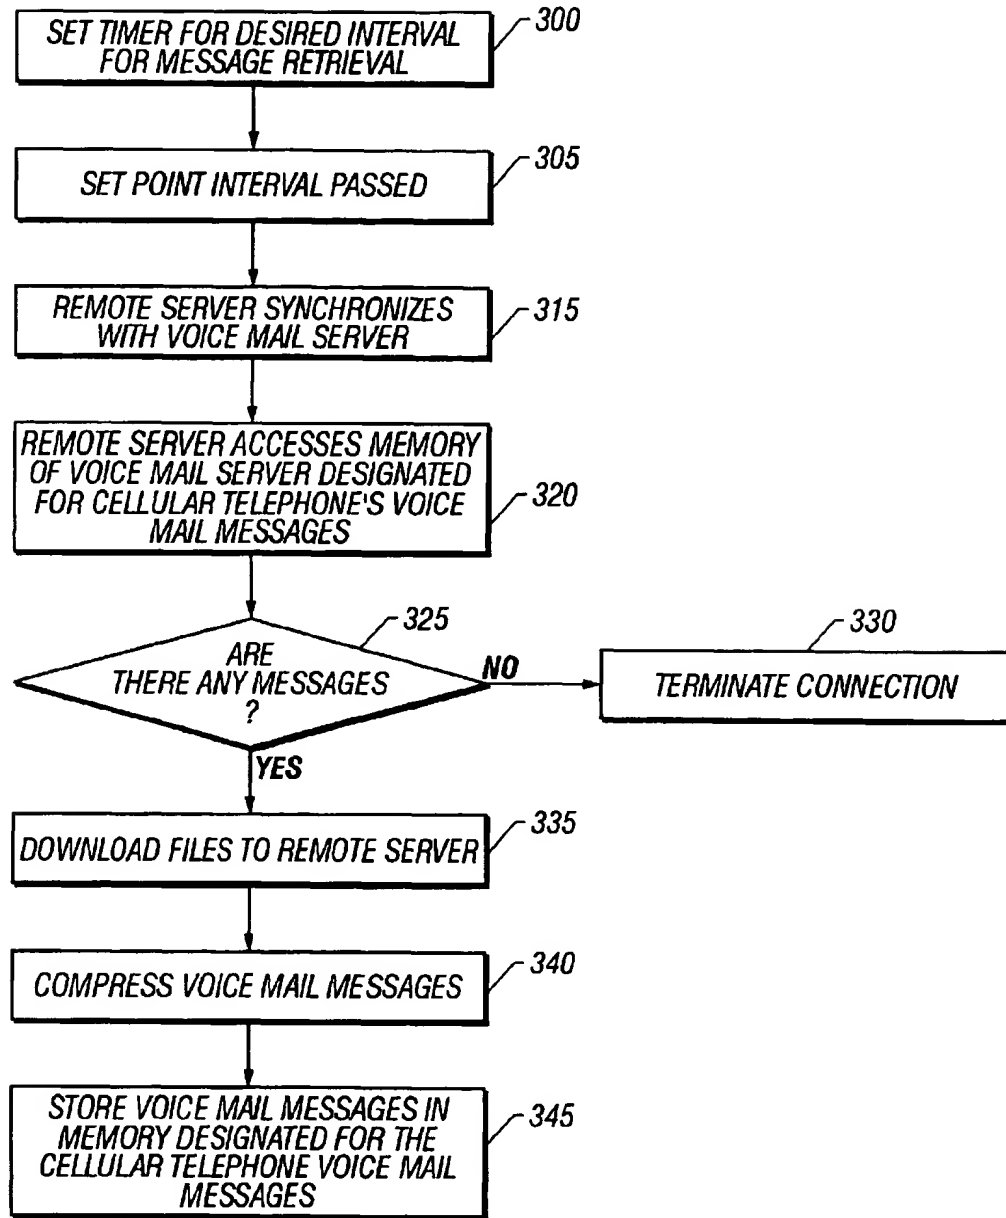 SET TIMER FOR DESIRED INTERVAL
FOR MESSAGE RETRIEVAL
300
SET POINT INTERVAL PASSED
305
REMOTE SERVER SYNCHRONIZES
WITH VOICE MAIL SERVER
315
REMOTE SERVER ACCESSES MEMORY
OF VOICE MAIL SERVER DESIGNATED
FOR CELLULAR TELEPHONE'S VOICE
MAIL MESSAGES
320
ARE
THERE ANY MESSAGES
?
325
NO
330
TERMINATE CONNECTION
YES
DOWNLOAD FILES TO REMOTE SERVER
335
COMPRESS VOICE MAIL MESSAGES
340
STORE VOICE MAIL MESSAGES IN
MEMORY DESIGNATED FOR THE
CELLULAR TELEPHONE VOICE MAIL
MESSAGES
345